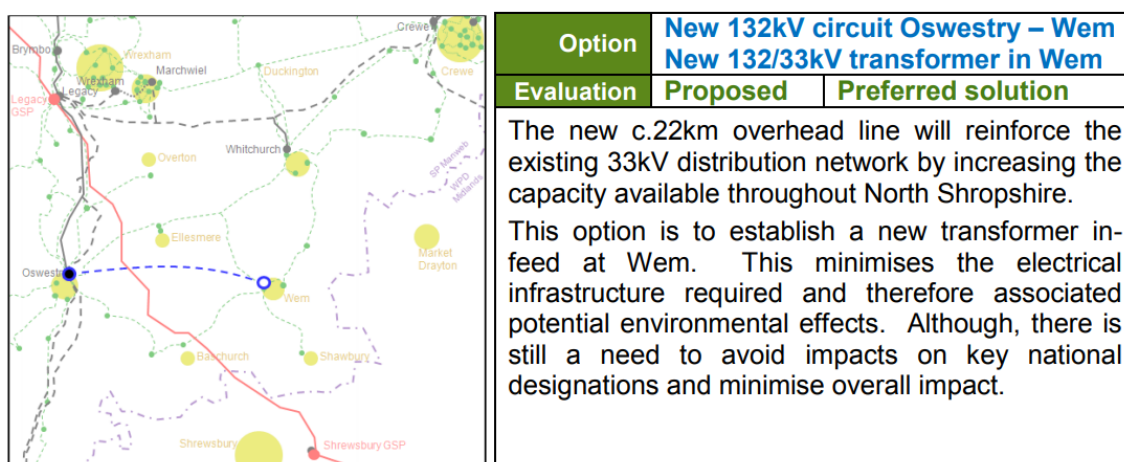 Crewe
Brymbo
Wrexham
Marchwiel
Duckington
Wrexham
Crewe
Legacy
Legacy
GSP
Whitchurch
Overton
SP Manweb
WPD
Midlands
Ellesmere
Market
Drayton
Oswestry
Wem
Baschurch
Shawbury
Shrewsbury
Shrewsbury GSP
Option
New 132kV circuit Oswestry – Wem
New 132/33kV transformer in Wem
Evaluation Proposed Preferred solution
The new c.22km overhead line will reinforce the
existing 33kV distribution network by increasing the
capacity available throughout North Shropshire.
This option is to establish a new transformer in-
feed at Wem. This minimises the electrical
infrastructure required and therefore associated
potential environmental effects. Although, there is
still a need to avoid impacts on key national
designations and minimise overall impact.